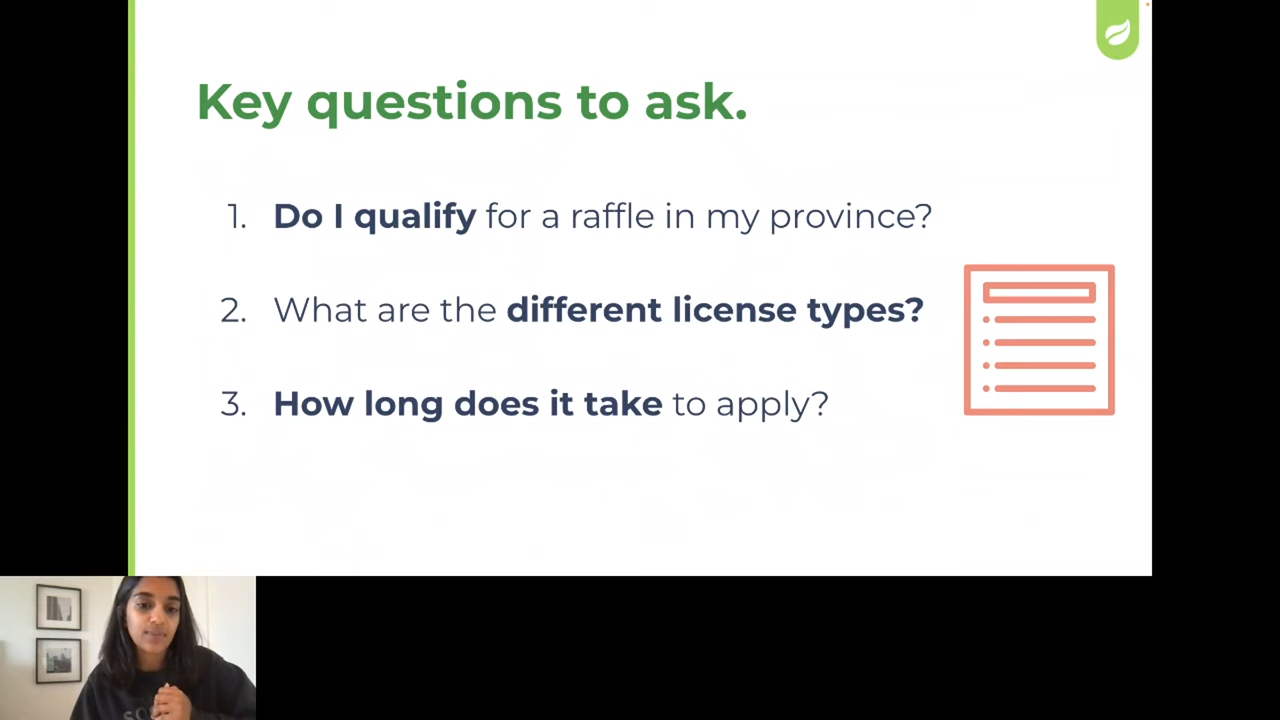 Key questions to ask.
1. Do I qualify for a raffle in my province?
2. What are the different license types?
3. How long does it take to apply?